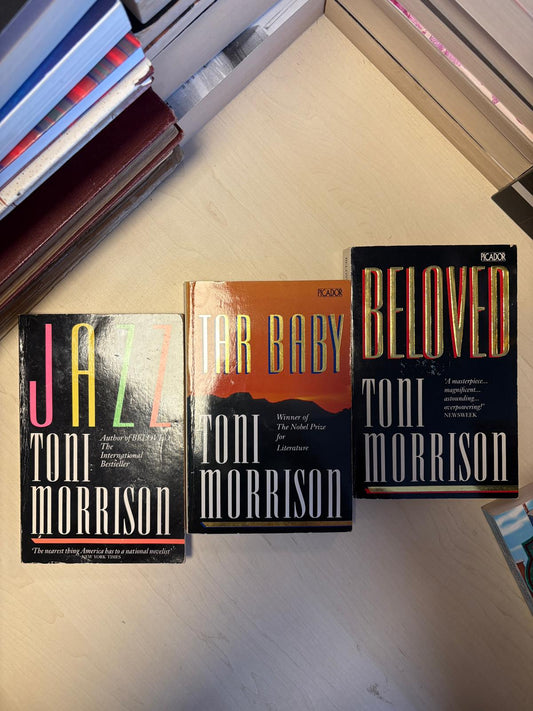 JAZZ
Author of BELOVED
The
International
Bestseller
TONI
MORRISON
'The nearest thing America has to a national novelist'
NEW YORK TIMES
PICADOR
TAR BABY
Winner of
The Nobel Prize
for
Literature
TONI
MORRISON
PICADOR
BELOVED
'A masterpiece...
magnificent...
astounding...
overpowering!'
NEWSWEEK
TONI
MORRISON